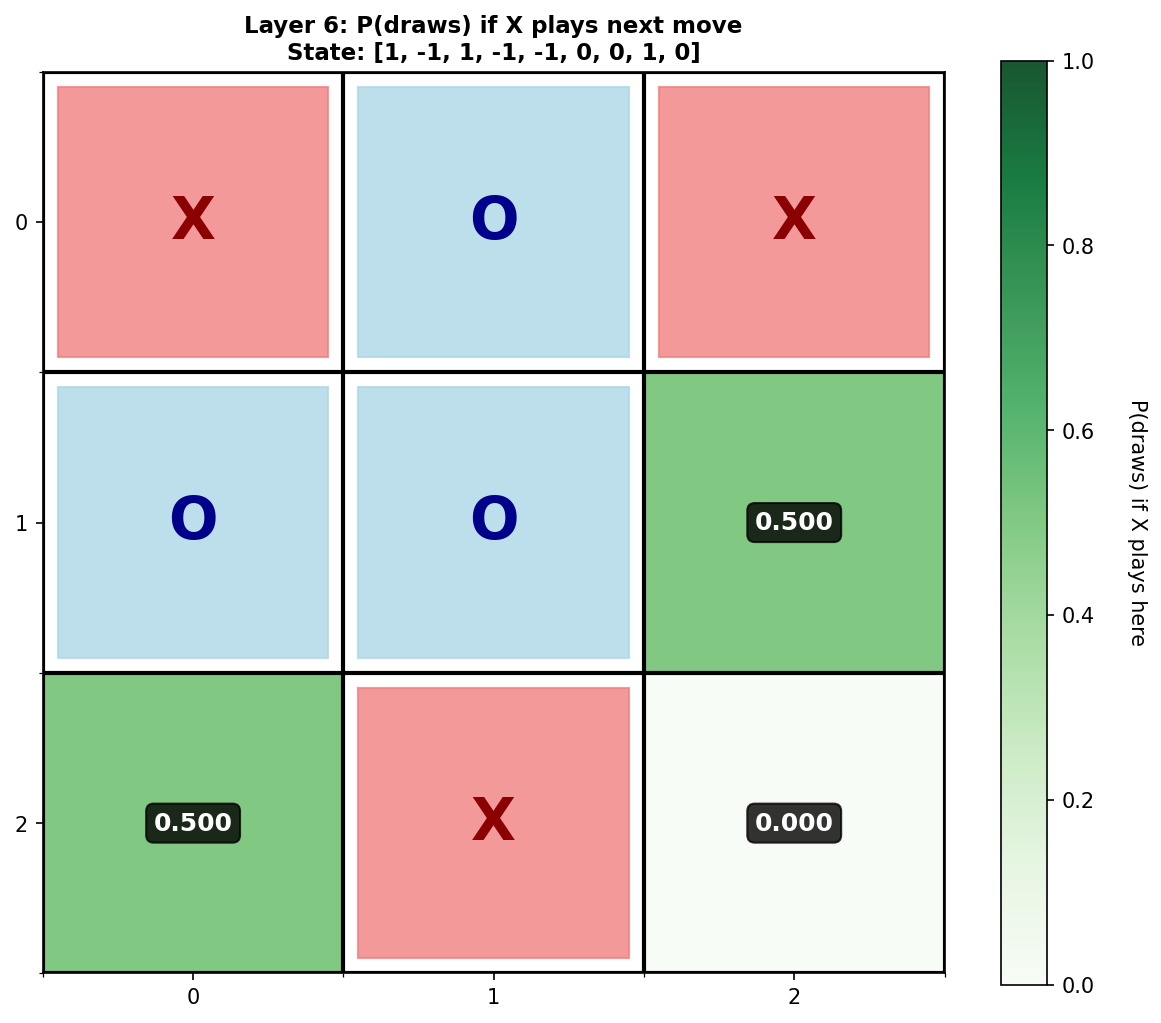 Layer 6: P(draws) if X plays next move
State: [1, -1, 1, -1, -1, 0, 0, 1, 0]
X
O
X
O
O
0.500
0.500
X
0.000
0
1
2
0
1
2
1.0
0.8
0.6
0.4
0.2
0.0
P(draws) if X plays here